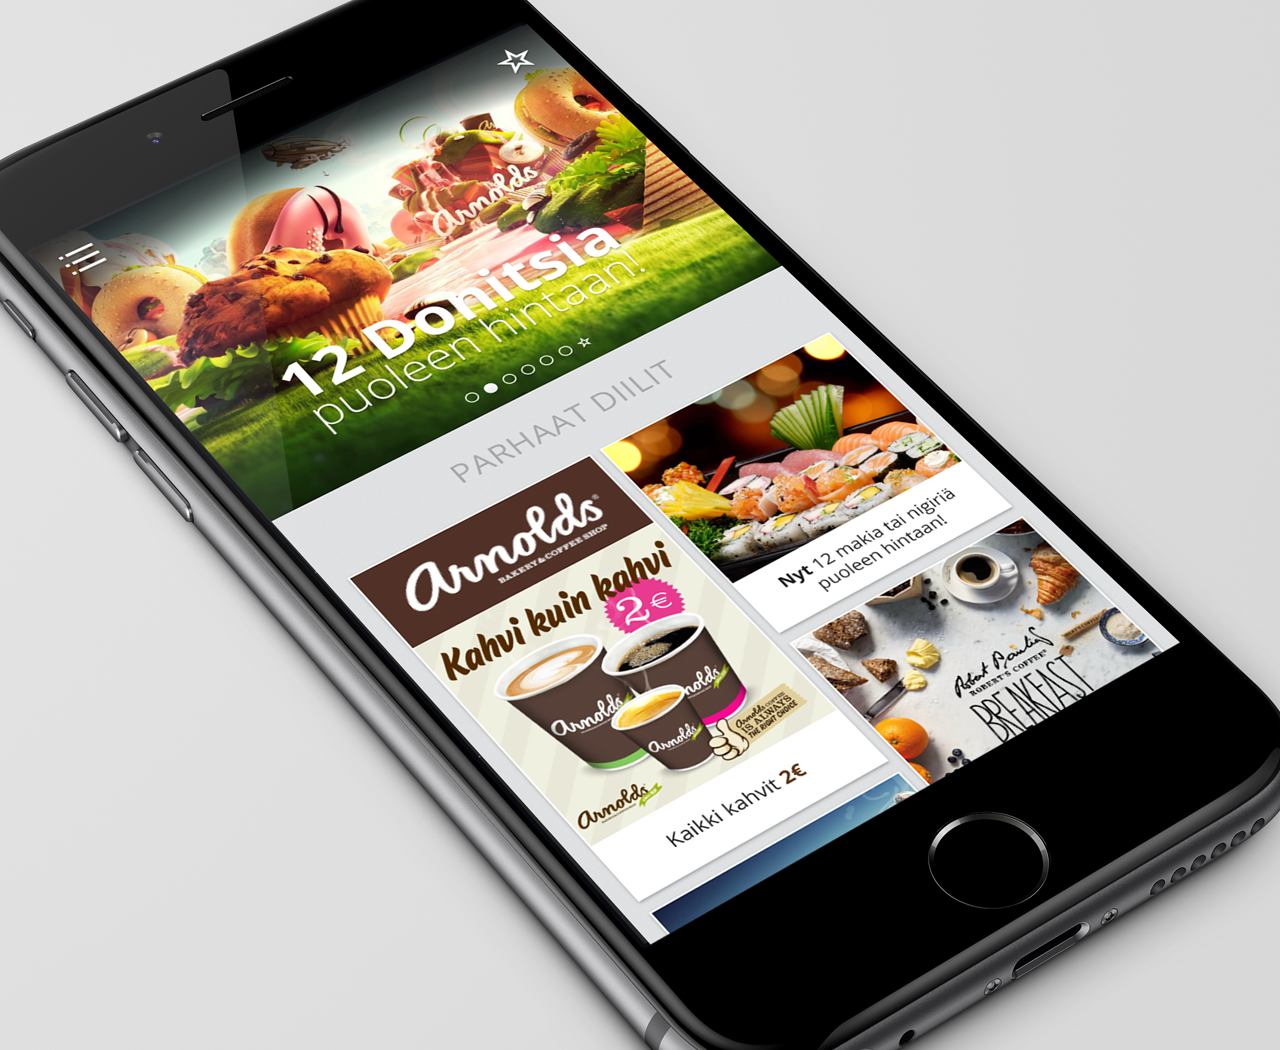 Arnolds
12 Donitsia
puoleen hintaan!
PARHAAT DIILIT
Arnolds®
BAKERY & COFFEE SHOP
Kahvi kuin kahvi
2€
Arnolds
Arnolds
Arnolds
Arnolds COFFEE
IS ALWAYS
THE RIGHT CHOICE
Arnolds
Kaikki kahvit 2€
Nyt 12 makia tai nigiriä
puoleen hintaan!
Robert Paulig
ROBERT'S COFFEE®
BREAKFAST